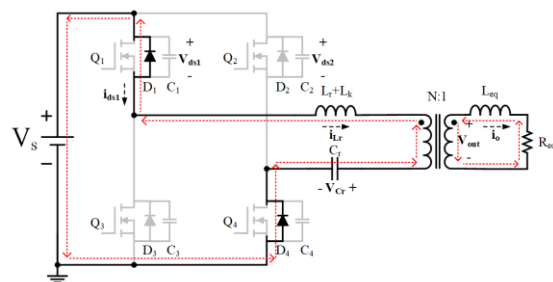 +
Q1
Vds1
-
D1 C1
ids1
Q2
+
Vds2
-
D2 C2
VS
+
−
Lr+Lk
iLr
Cr
- VCr +
N:1
Leq
+
Vout
-
io
Q3
D3 C3
Q4
D4 C4